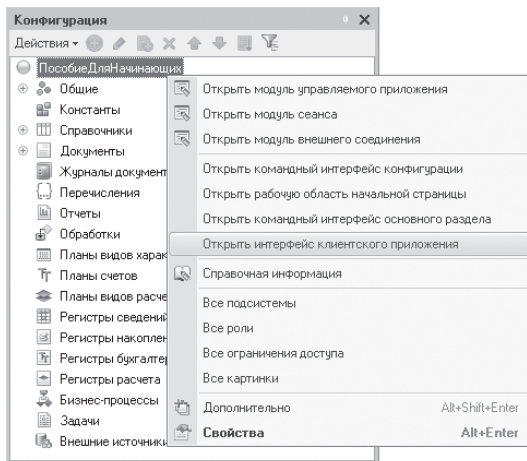 Конфигурация
Действия
ПособиеДляНачинающих
Общие
Константы
Справочники
Документы
Журналы документ
Перечисления
Отчеты
Обработки
Планы видов харак
Планы счетов
Планы видов расче
Регистры сведений
Регистры накоплен
Регистры бухгалтер
Регистры расчета
Бизнес-процессы
Задачи
Внешние источники
Открыть модуль управляемого приложения
Открыть модуль сеанса
Открыть модуль внешнего соединения
Открыть командный интерфейс конфигурации
Открыть рабочую область начальной страницы
Открыть командный интерфейс основного раздела
Открыть интерфейс клиентского приложения
Справочная информация
Все подсистемы
Все роли
Все ограничения доступа
Все картинки
Дополнительно Alt+Shift+Enter
Свойства Alt+Enter